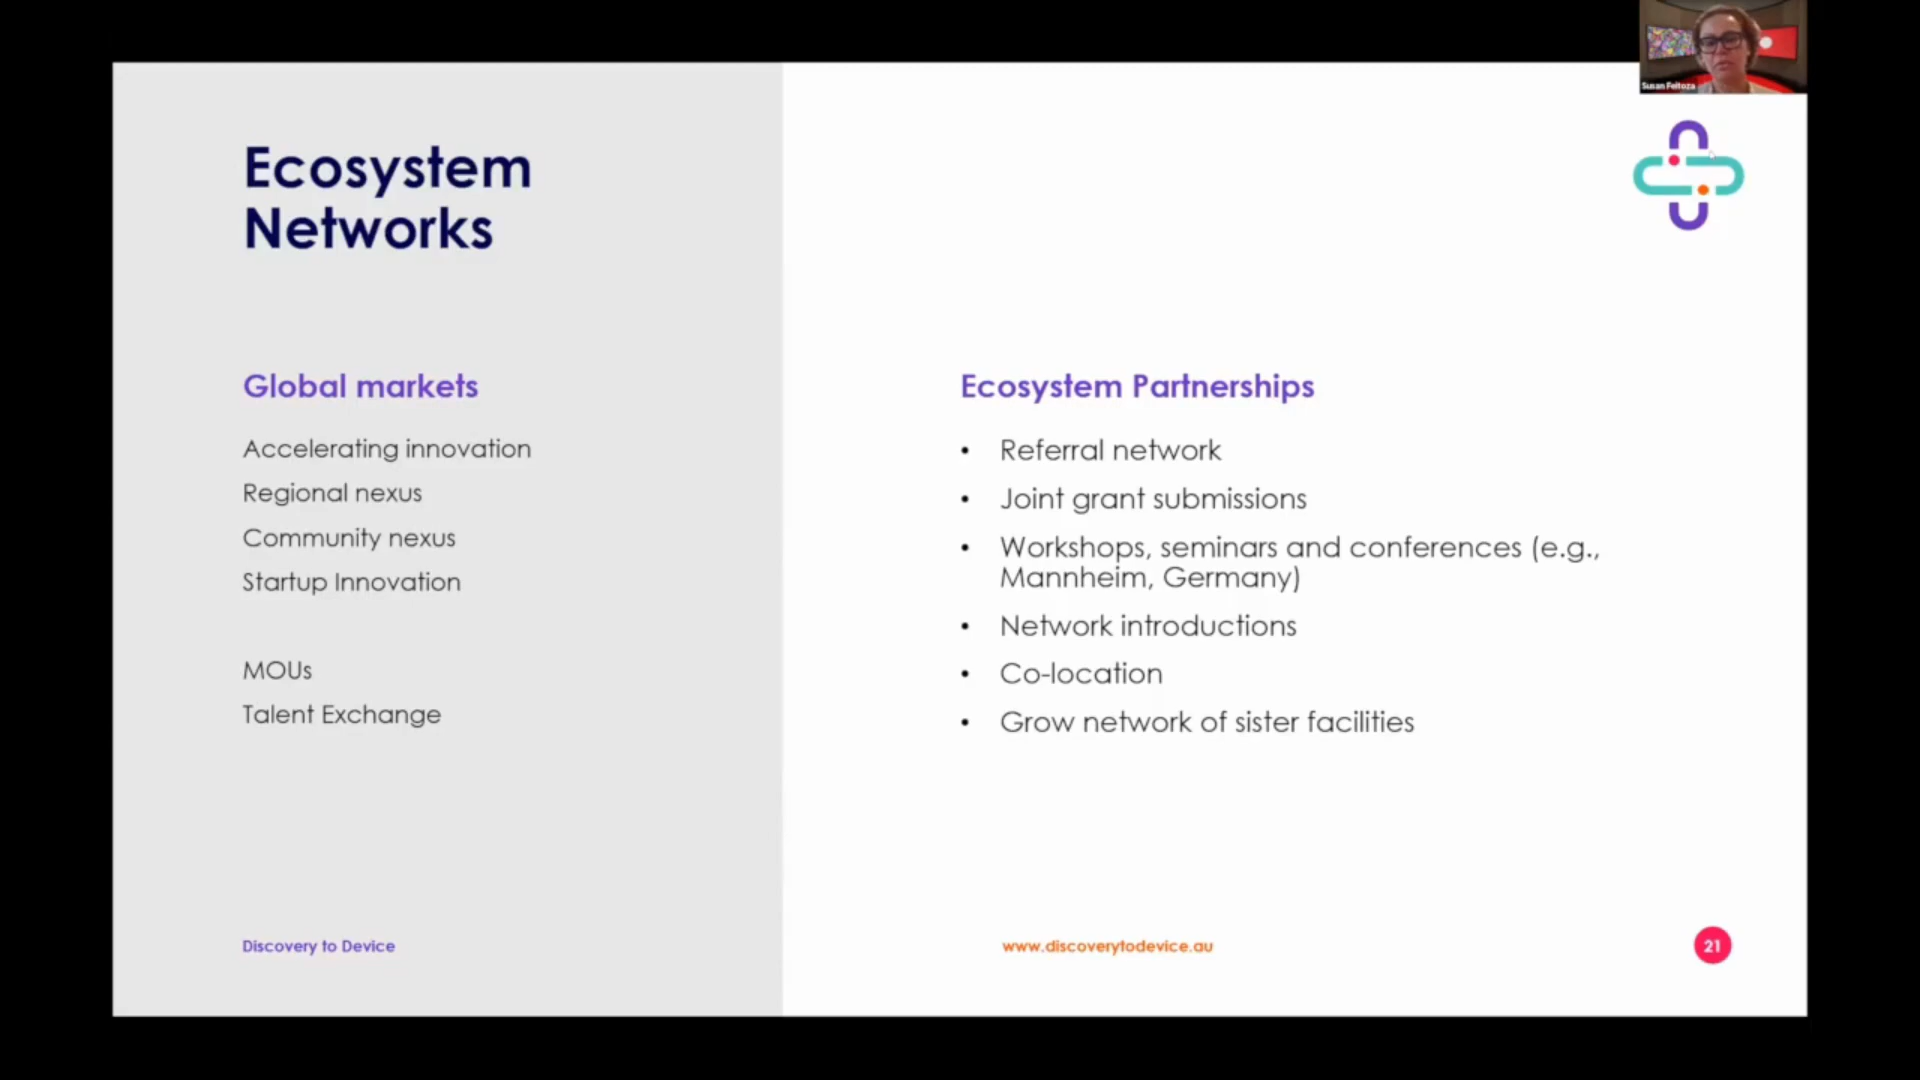 Susan Feitoza
Ecosystem
Networks
Global markets
Accelerating innovation
Regional nexus
Community nexus
Startup Innovation
MOUs
Talent Exchange
Ecosystem Partnerships
• Referral network
• Joint grant submissions
• Workshops, seminars and conferences (e.g.,
Mannheim, Germany)
• Network introductions
• Co-location
• Grow network of sister facilities
Discovery to Device
www.discoverytodevice.au
21